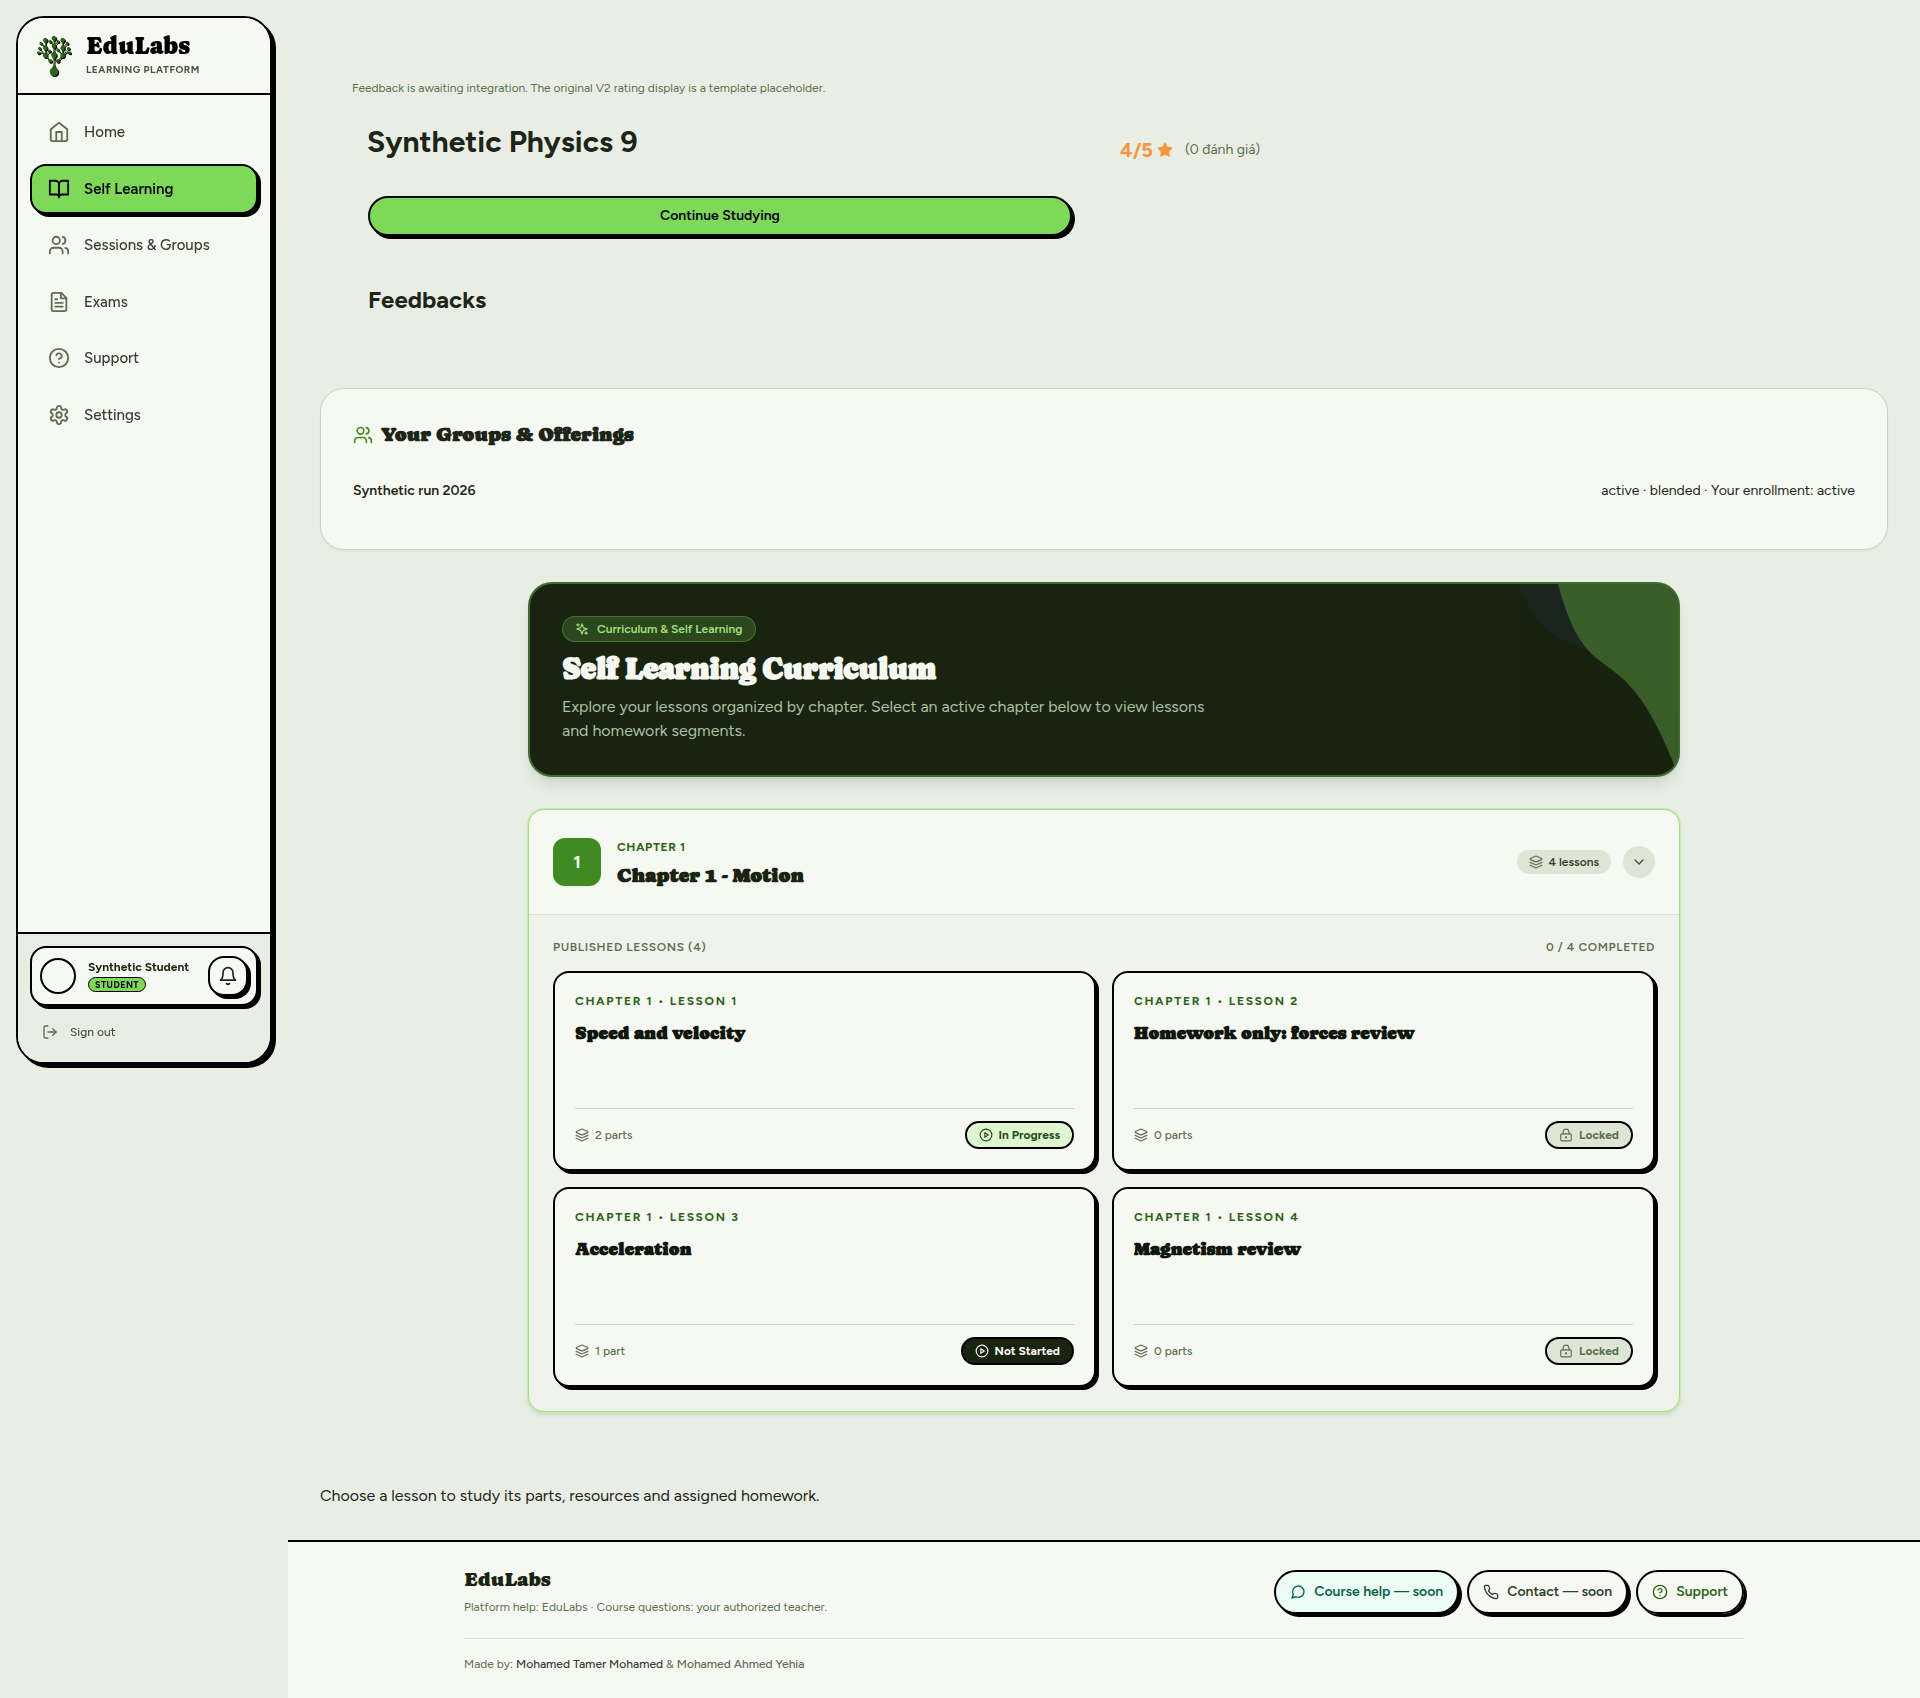 EduLabs
LEARNING PLATFORM
Home
Self Learning
Sessions & Groups
Exams
Support
Settings
Synthetic Student
STUDENT
Sign out
Feedback is awaiting integration. The original V2 rating display is a template placeholder.
Synthetic Physics 9
4/5 (0 đánh giá)
Continue Studying
Feedbacks
Your Groups & Offerings
Synthetic run 2026
active · blended · Your enrollment: active
Curriculum & Self Learning
Self Learning Curriculum
Explore your lessons organized by chapter. Select an active chapter below to view lessons
and homework segments.
1
CHAPTER 1
Chapter 1 - Motion
4 lessons
PUBLISHED LESSONS (4)
0 / 4 COMPLETED
CHAPTER 1 • LESSON 1
Speed and velocity
2 parts
In Progress
CHAPTER 1 • LESSON 2
Homework only: forces review
0 parts
Locked
CHAPTER 1 • LESSON 3
Acceleration
1 part
Not Started
CHAPTER 1 • LESSON 4
Magnetism review
0 parts
Locked
Choose a lesson to study its parts, resources and assigned homework.
EduLabs
Platform help: EduLabs · Course questions: your authorized teacher.
Course help — soon
Contact — soon
Support
Made by: Mohamed Tamer Mohamed & Mohamed Ahmed Yehia